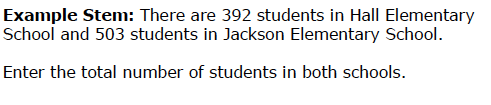 Example Stem: There are 392 students in Hall Elementary
School and 503 students in Jackson Elementary School.
Enter the total number of students in both schools.